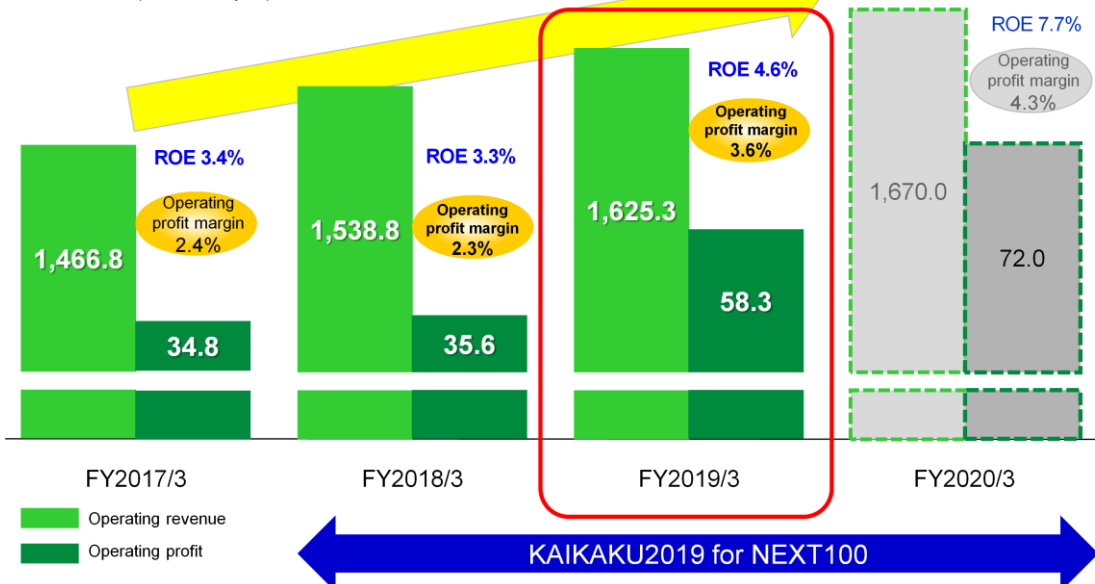 ROE 7.7%
Operating
profit margin
4.3%
ROE 4.6%
Operating
profit margin
3.6%
ROE 3.4%
ROE 3.3%
Operating
profit margin
2.4%
Operating
profit margin
2.3%
1,466.8
1,538.8
1,625.3
1,670.0
34.8
35.6
58.3
72.0
FY2017/3
FY2018/3
FY2019/3
FY2020/3
Operating revenue
Operating profit
KAIKAKU2019 for NEXT100